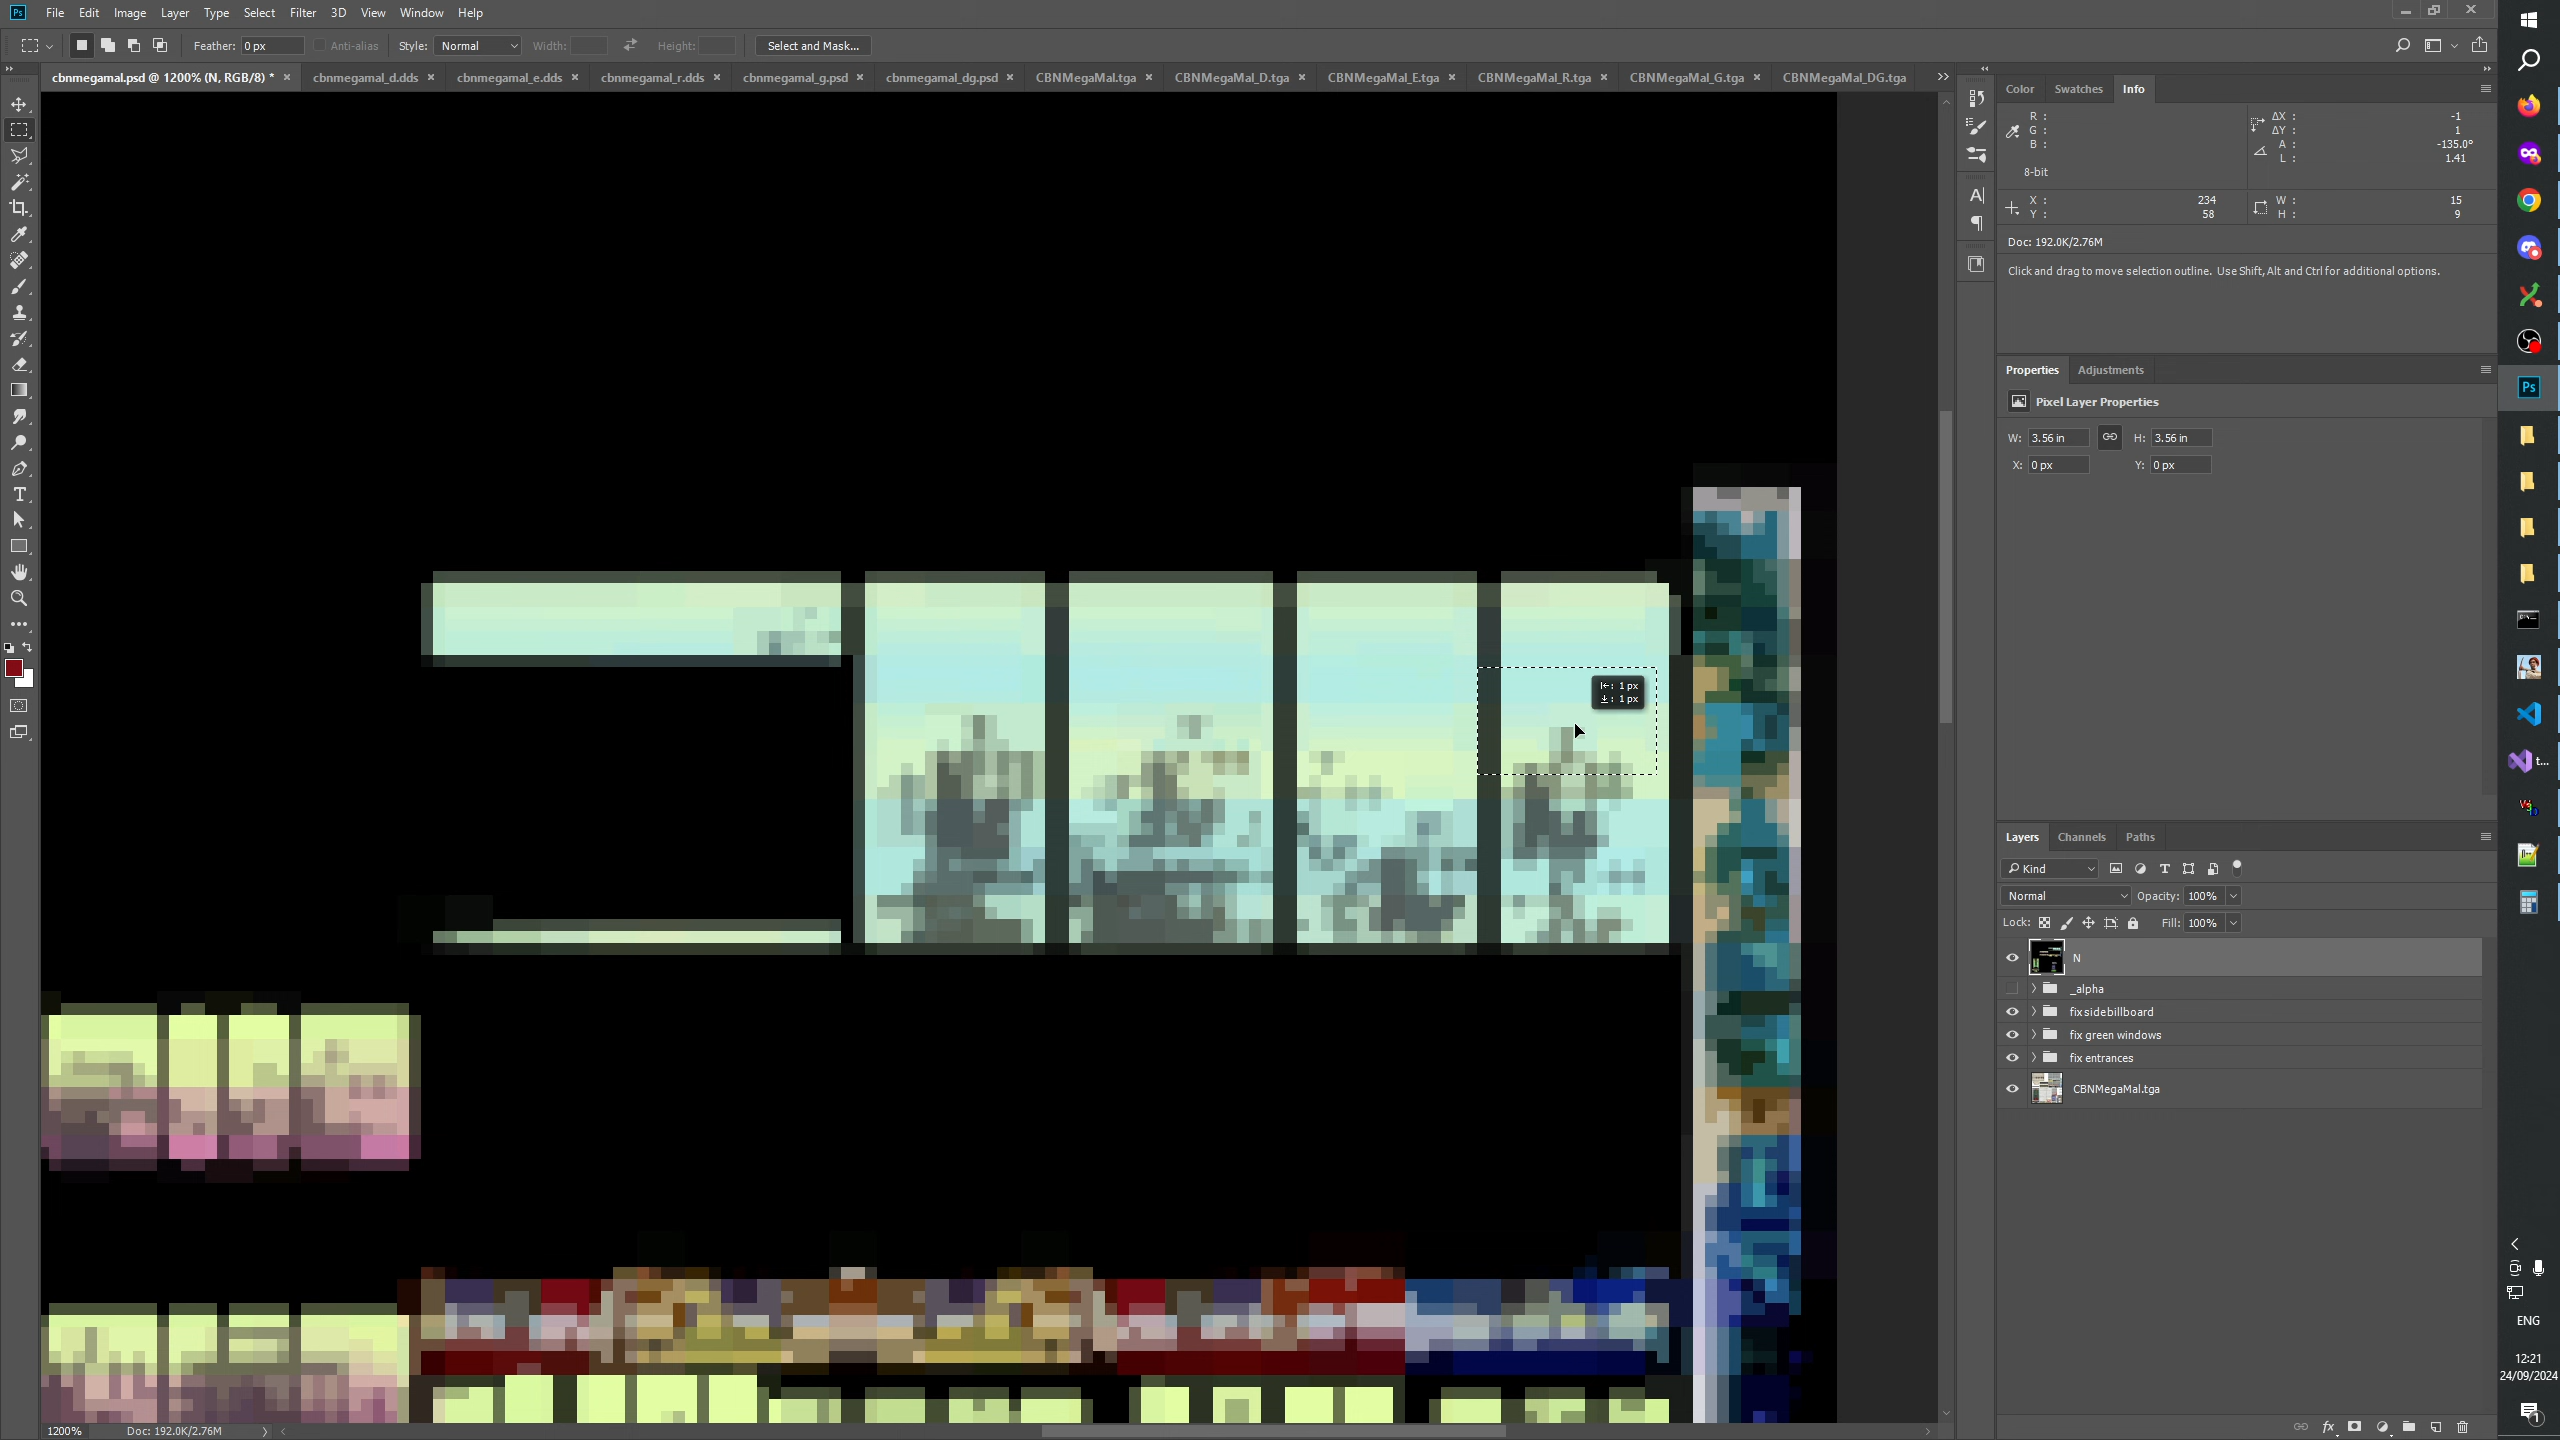 Ps File Edit Image Layer Type Select Filter 3D View Window Help
Feather: 0 px Anti-alias Style: Normal Width: Height: Select and Mask...
cbnmegamal.psd @ 1200% (N, RGB/8) * × cbnmegamal_d.dds × cbnmegamal_e.dds × cbnmegamal_r.dds × cbnmegamal_g.psd × cbnmegamal_dg.psd × CBNMegaMal.tga × CBNMegaMal_D.tga × CBNMegaMal_E.tga × CBNMegaMal_R.tga × CBNMegaMal_G.tga × CBNMegaMal_DG.tga
Color Swatches Info
R :
G :
B :
8-bit
ΔX : -1
ΔY : 1
A : -135.0°
L : 1.41
X : 234
Y : 58
W : 15
H : 9
Doc: 192.0K/2.76M
Click and drag to move selection outline. Use Shift, Alt and Ctrl for additional options.
Properties Adjustments
Pixel Layer Properties
W: 3.56 in H: 3.56 in
X: 0 px Y: 0 px
: 1 px
: 1 px
Layers Channels Paths
Kind
Normal Opacity: 100%
Lock: Fill: 100%
N
_alpha
fix side billboard
fix green windows
fix entrances
CBNMegaMal.tga
1200% Doc: 192.0K/2.76M
Ps
t...
ENG
12:21
24/09/2024
1